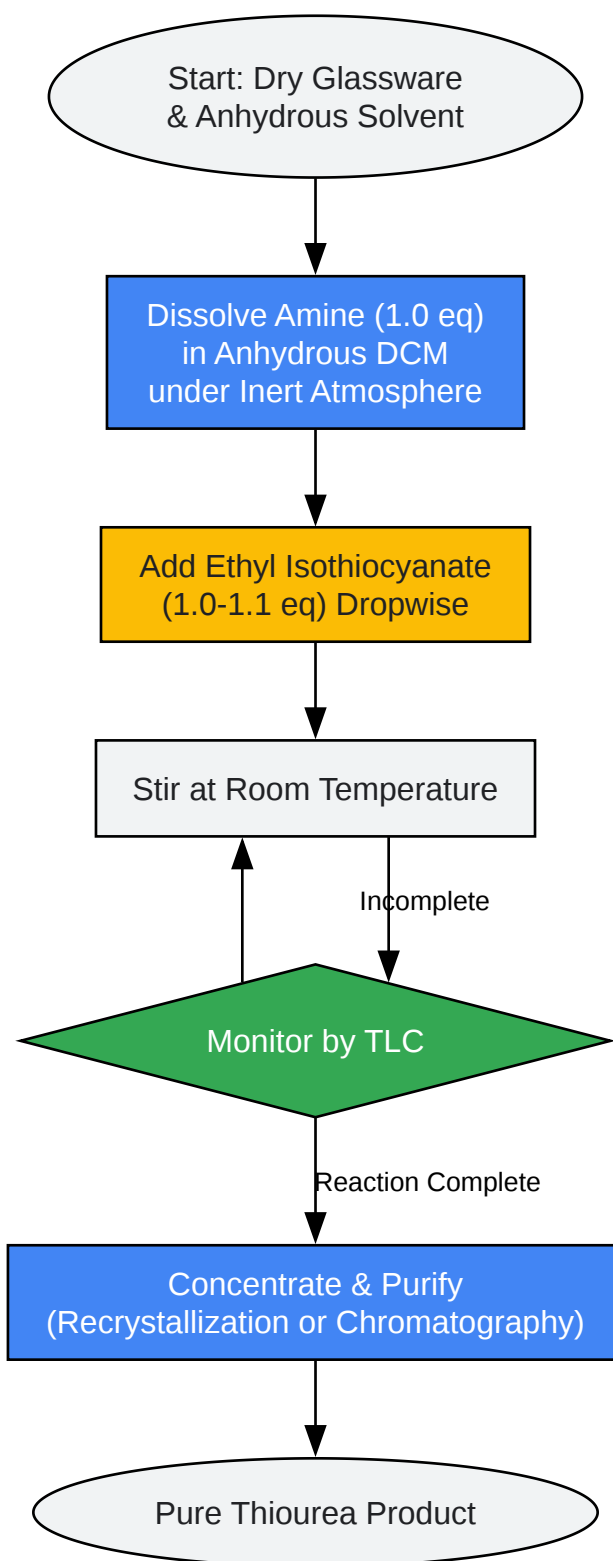 Start: Dry Glassware
& Anhydrous Solvent
Dissolve Amine (1.0 eq)
in Anhydrous DCM
under Inert Atmosphere
Add Ethyl Isothiocyanate
(1.0-1.1 eq) Dropwise
Stir at Room Temperature
Incomplete
Monitor by TLC
Reaction Complete
Concentrate & Purify
(Recrystallization or Chromatography)
Pure Thiourea Product